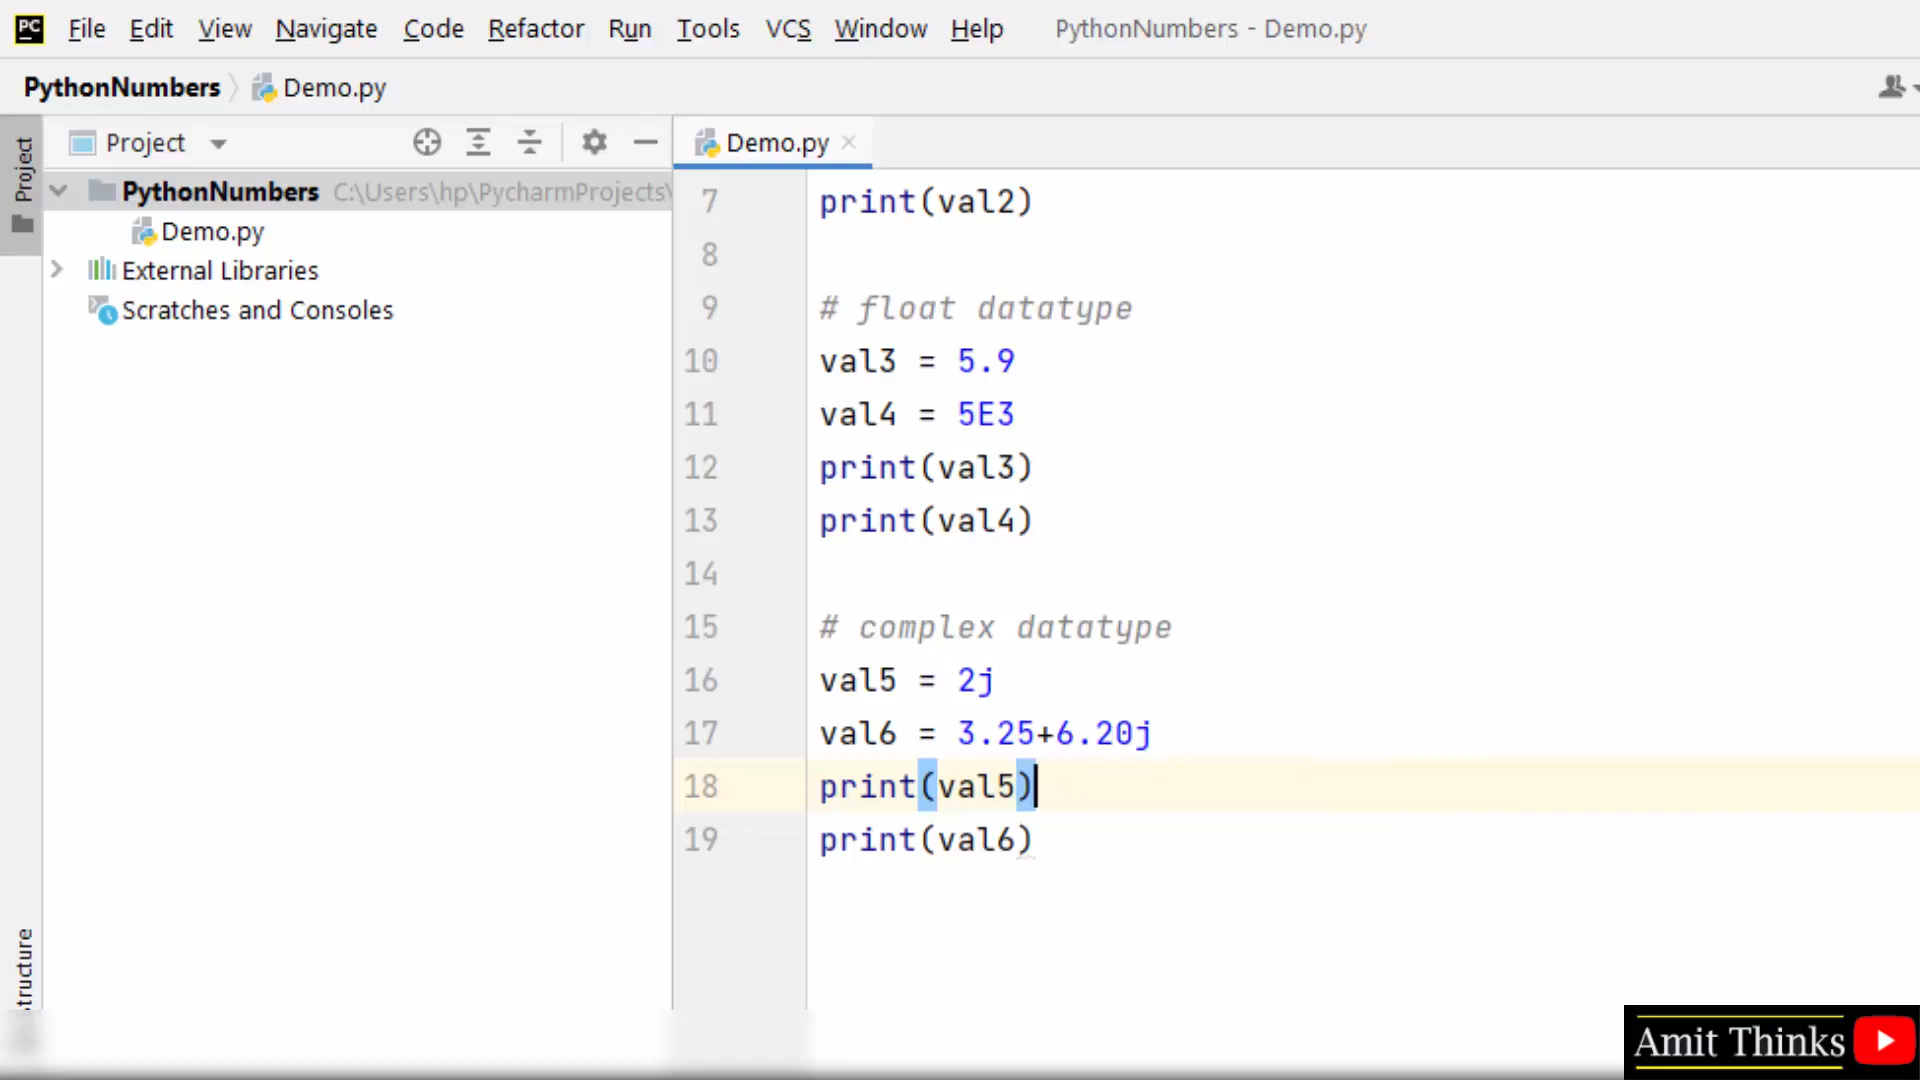 PC File Edit View Navigate Code Refactor Run Tools VCS Window Help PythonNumbers - Demo.py
PythonNumbers Demo.py
Project
Project
Demo.py
PythonNumbers C:\Users\hp\PycharmProjects\
Demo.py
External Libraries
Scratches and Consoles
7 print(val2)
8
9 # float datatype
10 val3 = 5.9
11 val4 = 5E3
12 print(val3)
13 print(val4)
14
15 # complex datatype
16 val5 = 2j
17 val6 = 3.25+6.20j
18 print(val5)
19 print(val6)
tructure
Amit Thinks